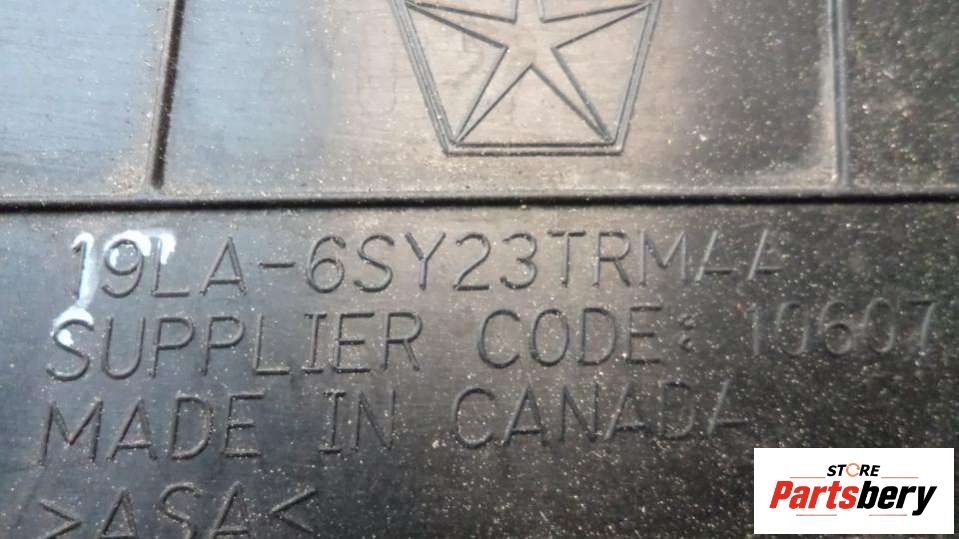 19LA-6SY23TRMAA
SUPPLIER CODE: 10607
MADE IN CANADA
>ASA<
STORE
Partsbery